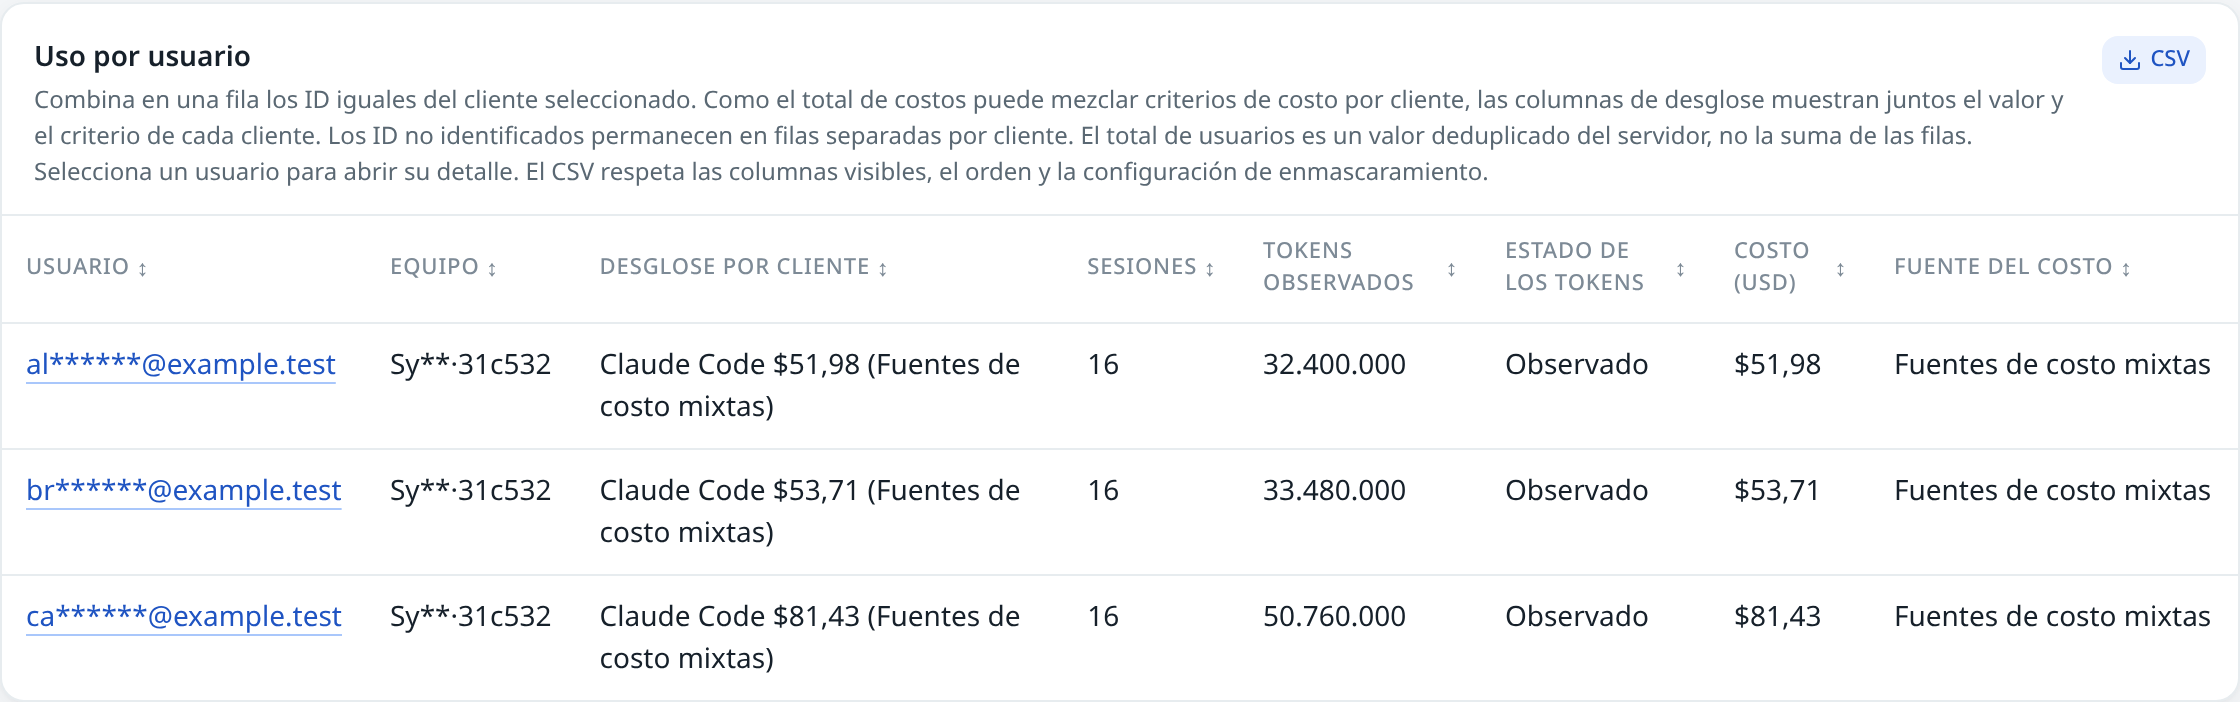 Uso por usuario
CSV
Combina en una fila los ID iguales del cliente seleccionado. Como el total de costos puede mezclar criterios de costo por cliente, las columnas de desglose muestran juntos el valor y
el criterio de cada cliente. Los ID no identificados permanecen en filas separadas por cliente. El total de usuarios es un valor deduplicado del servidor, no la suma de las filas.
Selecciona un usuario para abrir su detalle. El CSV respeta las columnas visibles, el orden y la configuración de enmascaramiento.
USUARIO ↕ EQUIPO ↕ DESGLOSE POR CLIENTE ↕ SESIONES ↕ TOKENS OBSERVADOS ↕ ESTADO DE LOS TOKENS ↕ COSTO (USD) ↕ FUENTE DEL COSTO ↕
al******@example.test Sy**·31c532 Claude Code $51,98 (Fuentes de costo mixtas) 16 32.400.000 Observado $51,98 Fuentes de costo mixtas
br******@example.test Sy**·31c532 Claude Code $53,71 (Fuentes de costo mixtas) 16 33.480.000 Observado $53,71 Fuentes de costo mixtas
ca******@example.test Sy**·31c532 Claude Code $81,43 (Fuentes de costo mixtas) 16 50.760.000 Observado $81,43 Fuentes de costo mixtas